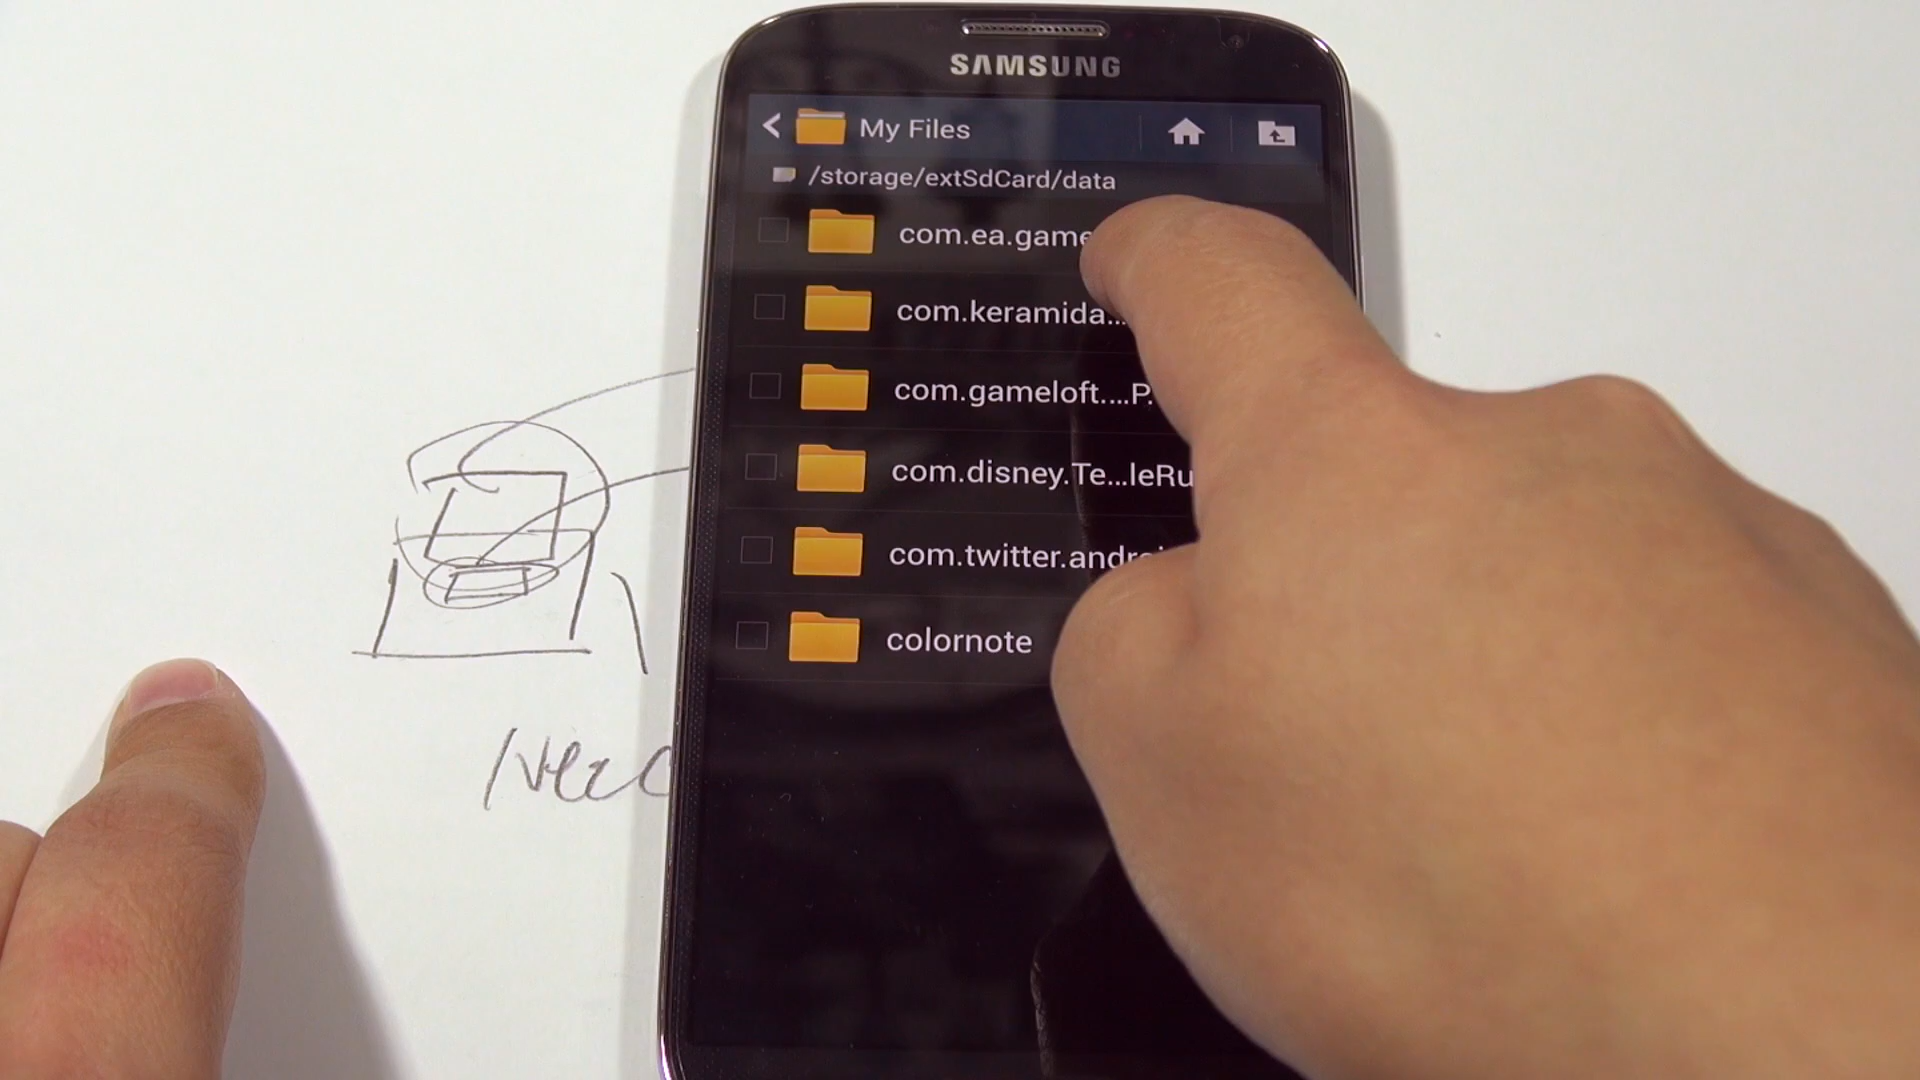 SAMSUNG
My Files
/storage/extSdCard/data
com.ea.game
com.keramida...
com.gameloft....P.
com.disney.Te...leRu
com.twitter.andr
colornote